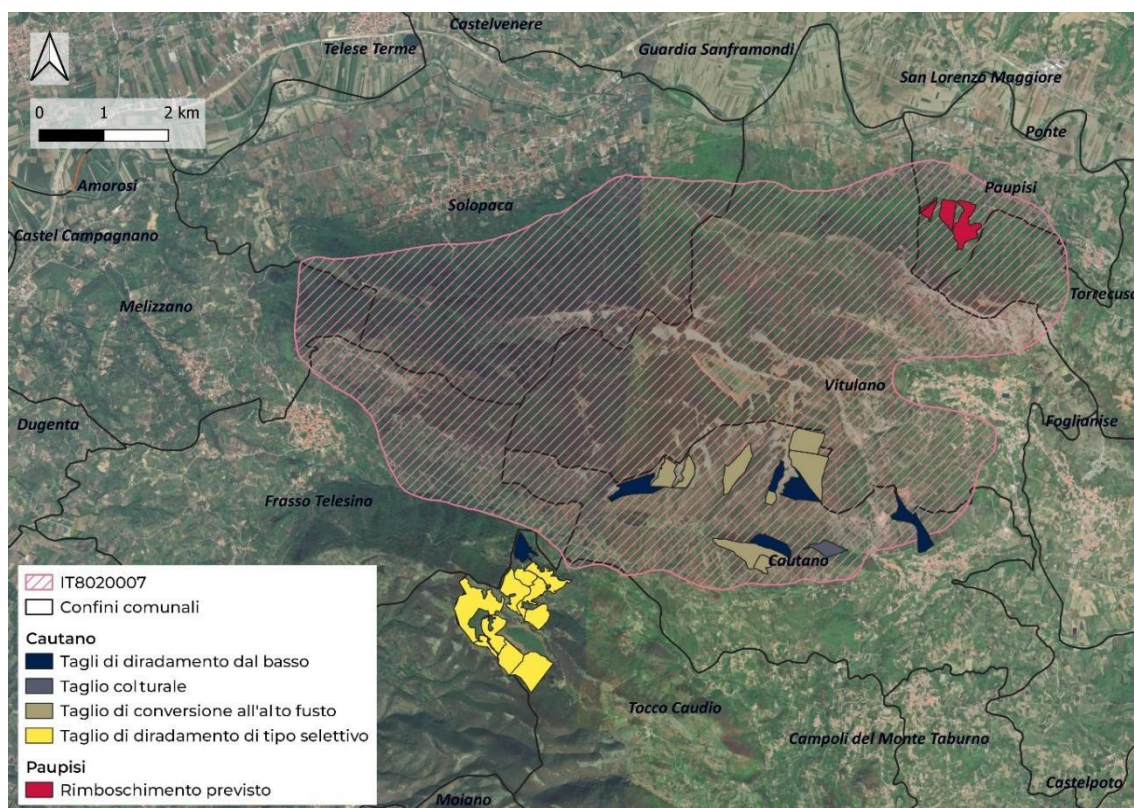 Castelvenere
Telese Terme
Guardia Sanframondi
San Lorenzo Maggiore
0 1 2 km
Ponte
Amorosi
Paupisi
Solopaca
Castel Campagnano
Melizzano
Torrecuso
Vitulano
Dugenta
Foglianise
Frasso Telesino
Cautano
IT8020007
Confini comunali
Cautano
Tagli di diradamento dal basso
Taglio colturale
Taglio di conversione all'alto fusto
Taglio di diradamento di tipo selettivo
Paupisi
Rimboschimento previsto
Tocco Caudio
Campoli del Monte Taburno
Castelpoto
Moiano